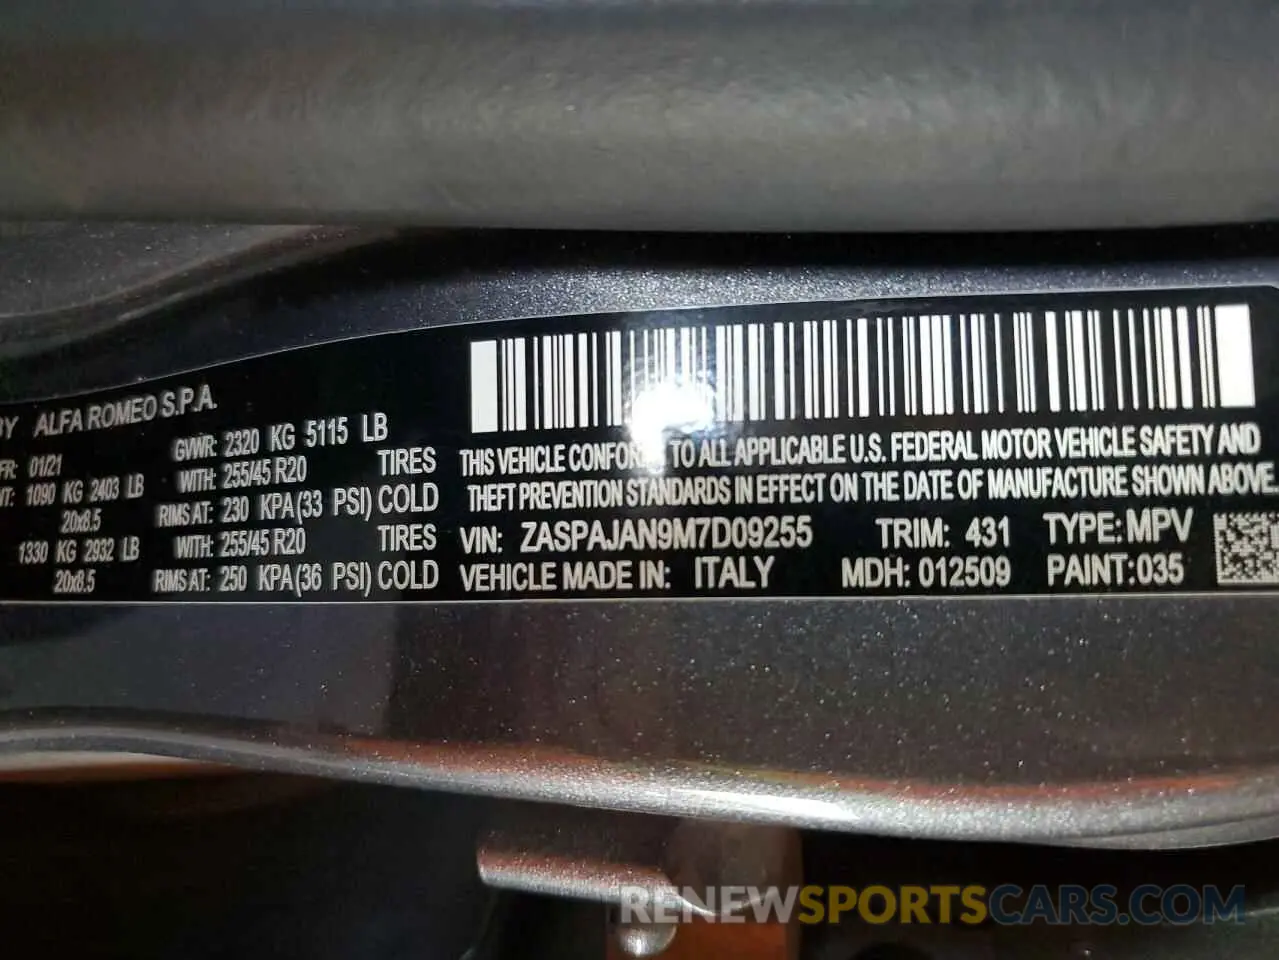 BY ALFA ROMEO S.P.A.
FR: 01/21 GVWR: 2320 KG 5115 LB
1090 KG 2403 LB WITH: 255/45 R20 TIRES
20x8.5 RIMS AT: 230 KPA(33 PSI) COLD
1330 KG 2932 LB WITH: 255/45 R20 TIRES
20x8.5 RIMS AT: 250 KPA(36 PSI) COLD
THIS VEHICLE CONFORMS TO ALL APPLICABLE U.S. FEDERAL MOTOR VEHICLE SAFETY AND
THEFT PREVENTION STANDARDS IN EFFECT ON THE DATE OF MANUFACTURE SHOWN ABOVE.
VIN: ZASPAJAN9M7D09255 TRIM: 431 TYPE: MPV
VEHICLE MADE IN: ITALY MDH: 012509 PAINT:035
RENEWSPORTSCARS.COM